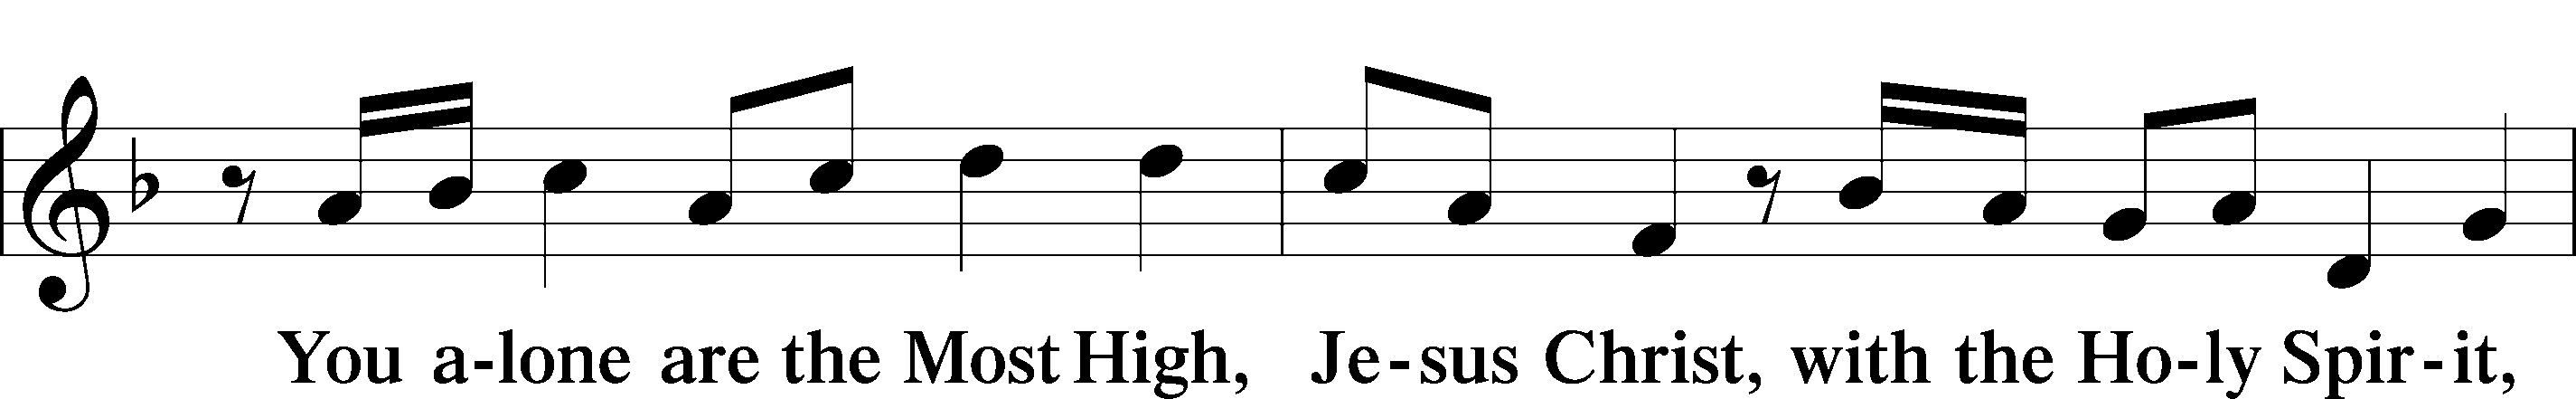 You a-lone are the Most High, Je-sus Christ, with the Ho-ly Spir-it,